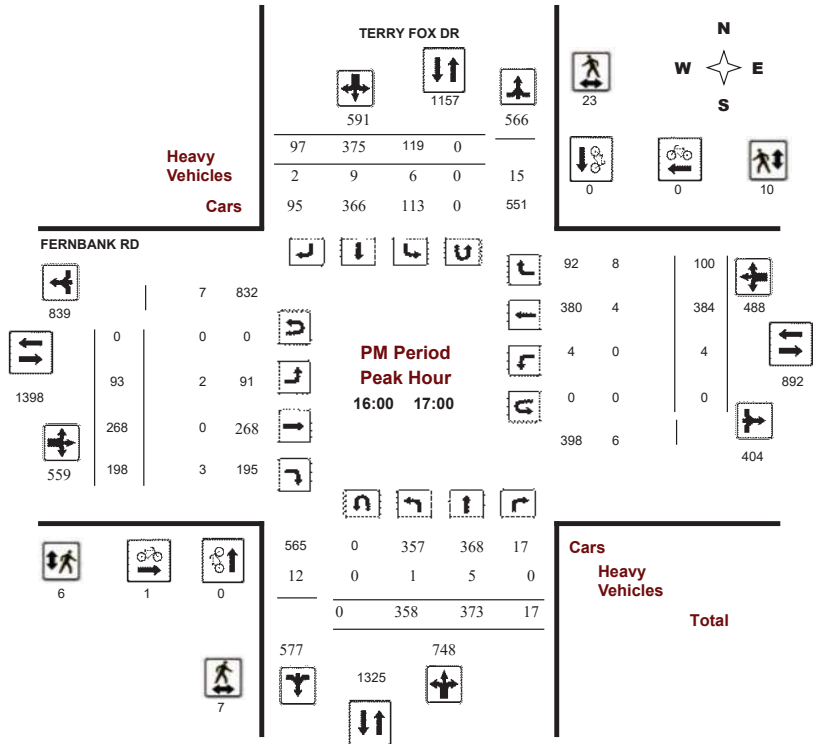 TERRY FOX DR
N
W E
S
1157
23
591 566
97 375 119 0
Heavy
Vehicles
2 9 6 0 15
0 0 10
Cars 95 366 113 0 551
FERNBANK RD
92 8 100
839 7 832
380 4 384 488
0 0 0
PM Period
Peak Hour
16:00 17:00
4 0 4
892
93 2 91
1398
0 0 0
268 0 268
398 6 404
559 198 3 195
565 0 357 368 17 Cars
12 0 1 5 0 Heavy
Vehicles
6 1 0
0 358 373 17 Total
577 748
1325
7